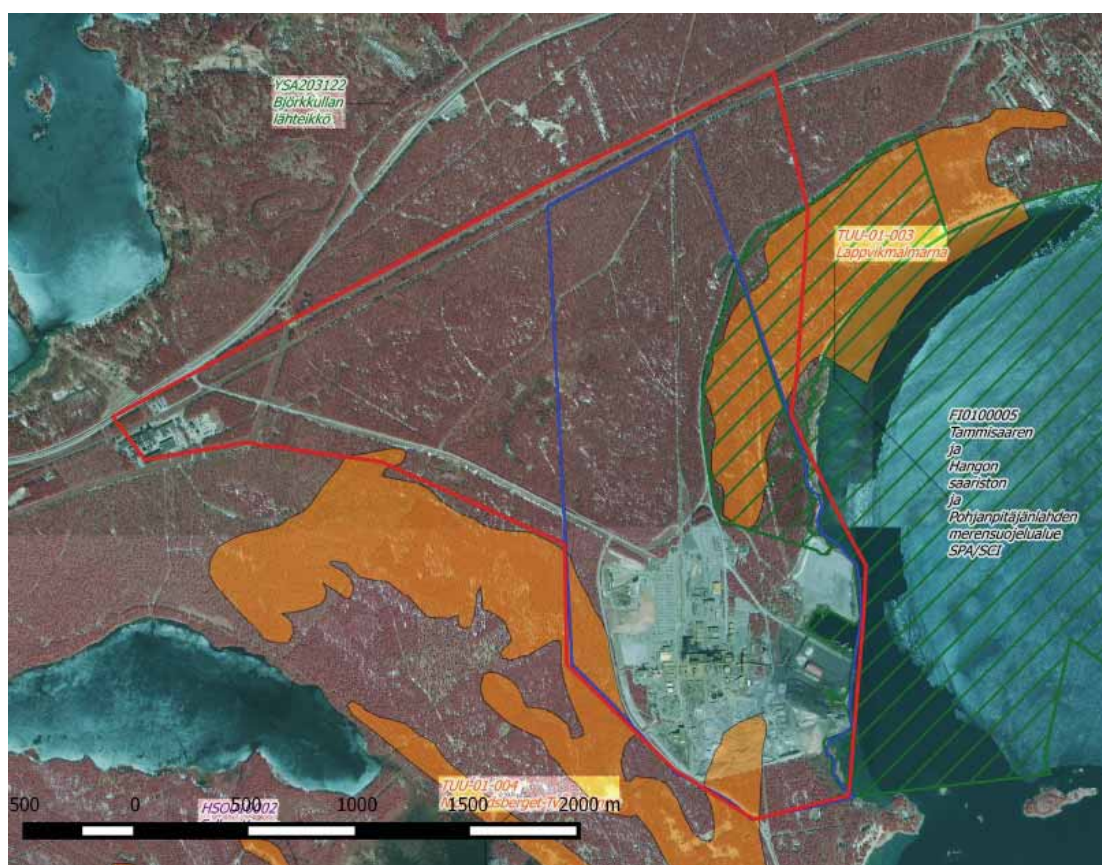 YSA203122
Björkkullan
lähteikkö
TUU-01-003
Lappvikmalmarna
FI0100005
Tammisaaren
ja
Hangon
saariston
ja
Pohjanpitäjänlahden
merensuojelualue
SPA/SCI
TUU-01-004
500 0 500 1000 1500 2000 m